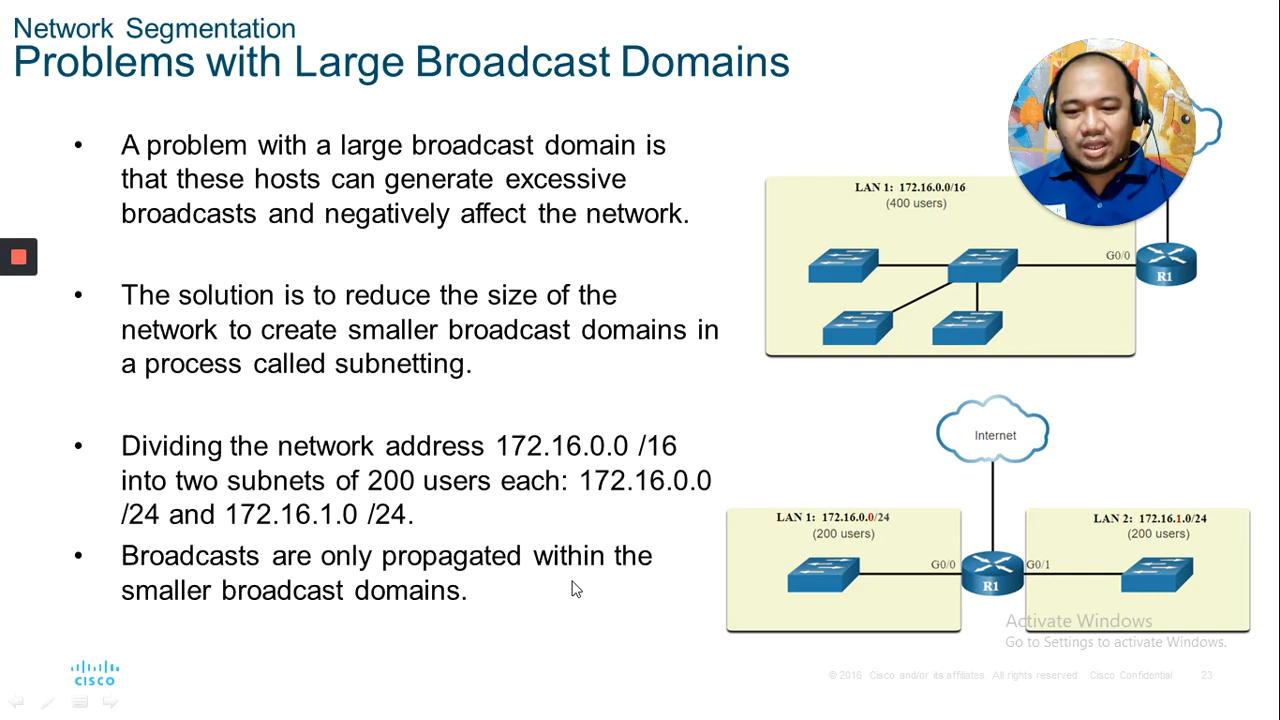 Network Segmentation
Problems with Large Broadcast Domains
• A problem with a large broadcast domain is
that these hosts can generate excessive
broadcasts and negatively affect the network.
• The solution is to reduce the size of the
network to create smaller broadcast domains in
a process called subnetting.
• Dividing the network address 172.16.0.0 /16
into two subnets of 200 users each: 172.16.0.0
/24 and 172.16.1.0 /24.
• Broadcasts are only propagated within the
smaller broadcast domains.
LAN 1: 172.16.0.0/16
(400 users)
G0/0
R1
Internet
LAN 1: 172.16.0.0/24
(200 users)
G0/0
R1
G0/1
LAN 2: 172.16.1.0/24
(200 users)
Activate Windows
Go to Settings to activate Windows.
CISCO
© 2016 Cisco and/or its affiliates. All rights reserved. Cisco Confidential 23